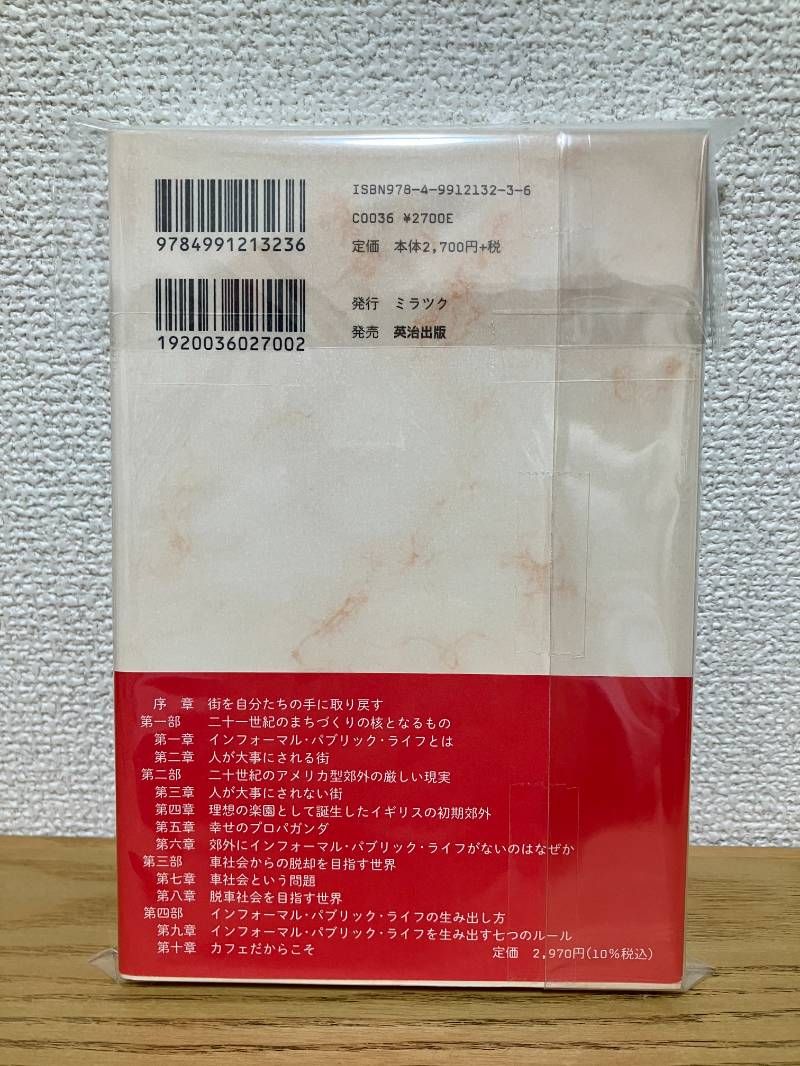 ISBN978-4-9912132-3-6
C0036 ¥2700E
定価 本体2,700円+税
9784991213236
発行 ミラツク
発売 英治出版
1920036027002
序 章 街を自分たちの手に取り戻す
第一部 二十一世紀のまちづくりの核となるもの
第一章 インフォーマル・パブリック・ライフとは
第二章 人が大事にされる街
第二部 二十世紀のアメリカ型郊外の厳しい現実
第三章 人が大事にされない街
第四章 理想の楽園として誕生したイギリスの初期郊外
第五章 幸せのプロパガンダ
第六章 郊外にインフォーマル・パブリック・ライフがないのはなぜか
第三部 車社会からの脱却を目指す世界
第七章 車社会という問題
第八章 脱車社会を目指す世界
第四部 インフォーマル・パブリック・ライフの生み出し方
第九章 インフォーマル・パブリック・ライフを生み出す七つのルール
第十章 カフェだからこそ
定価 2,970円(10%税込)